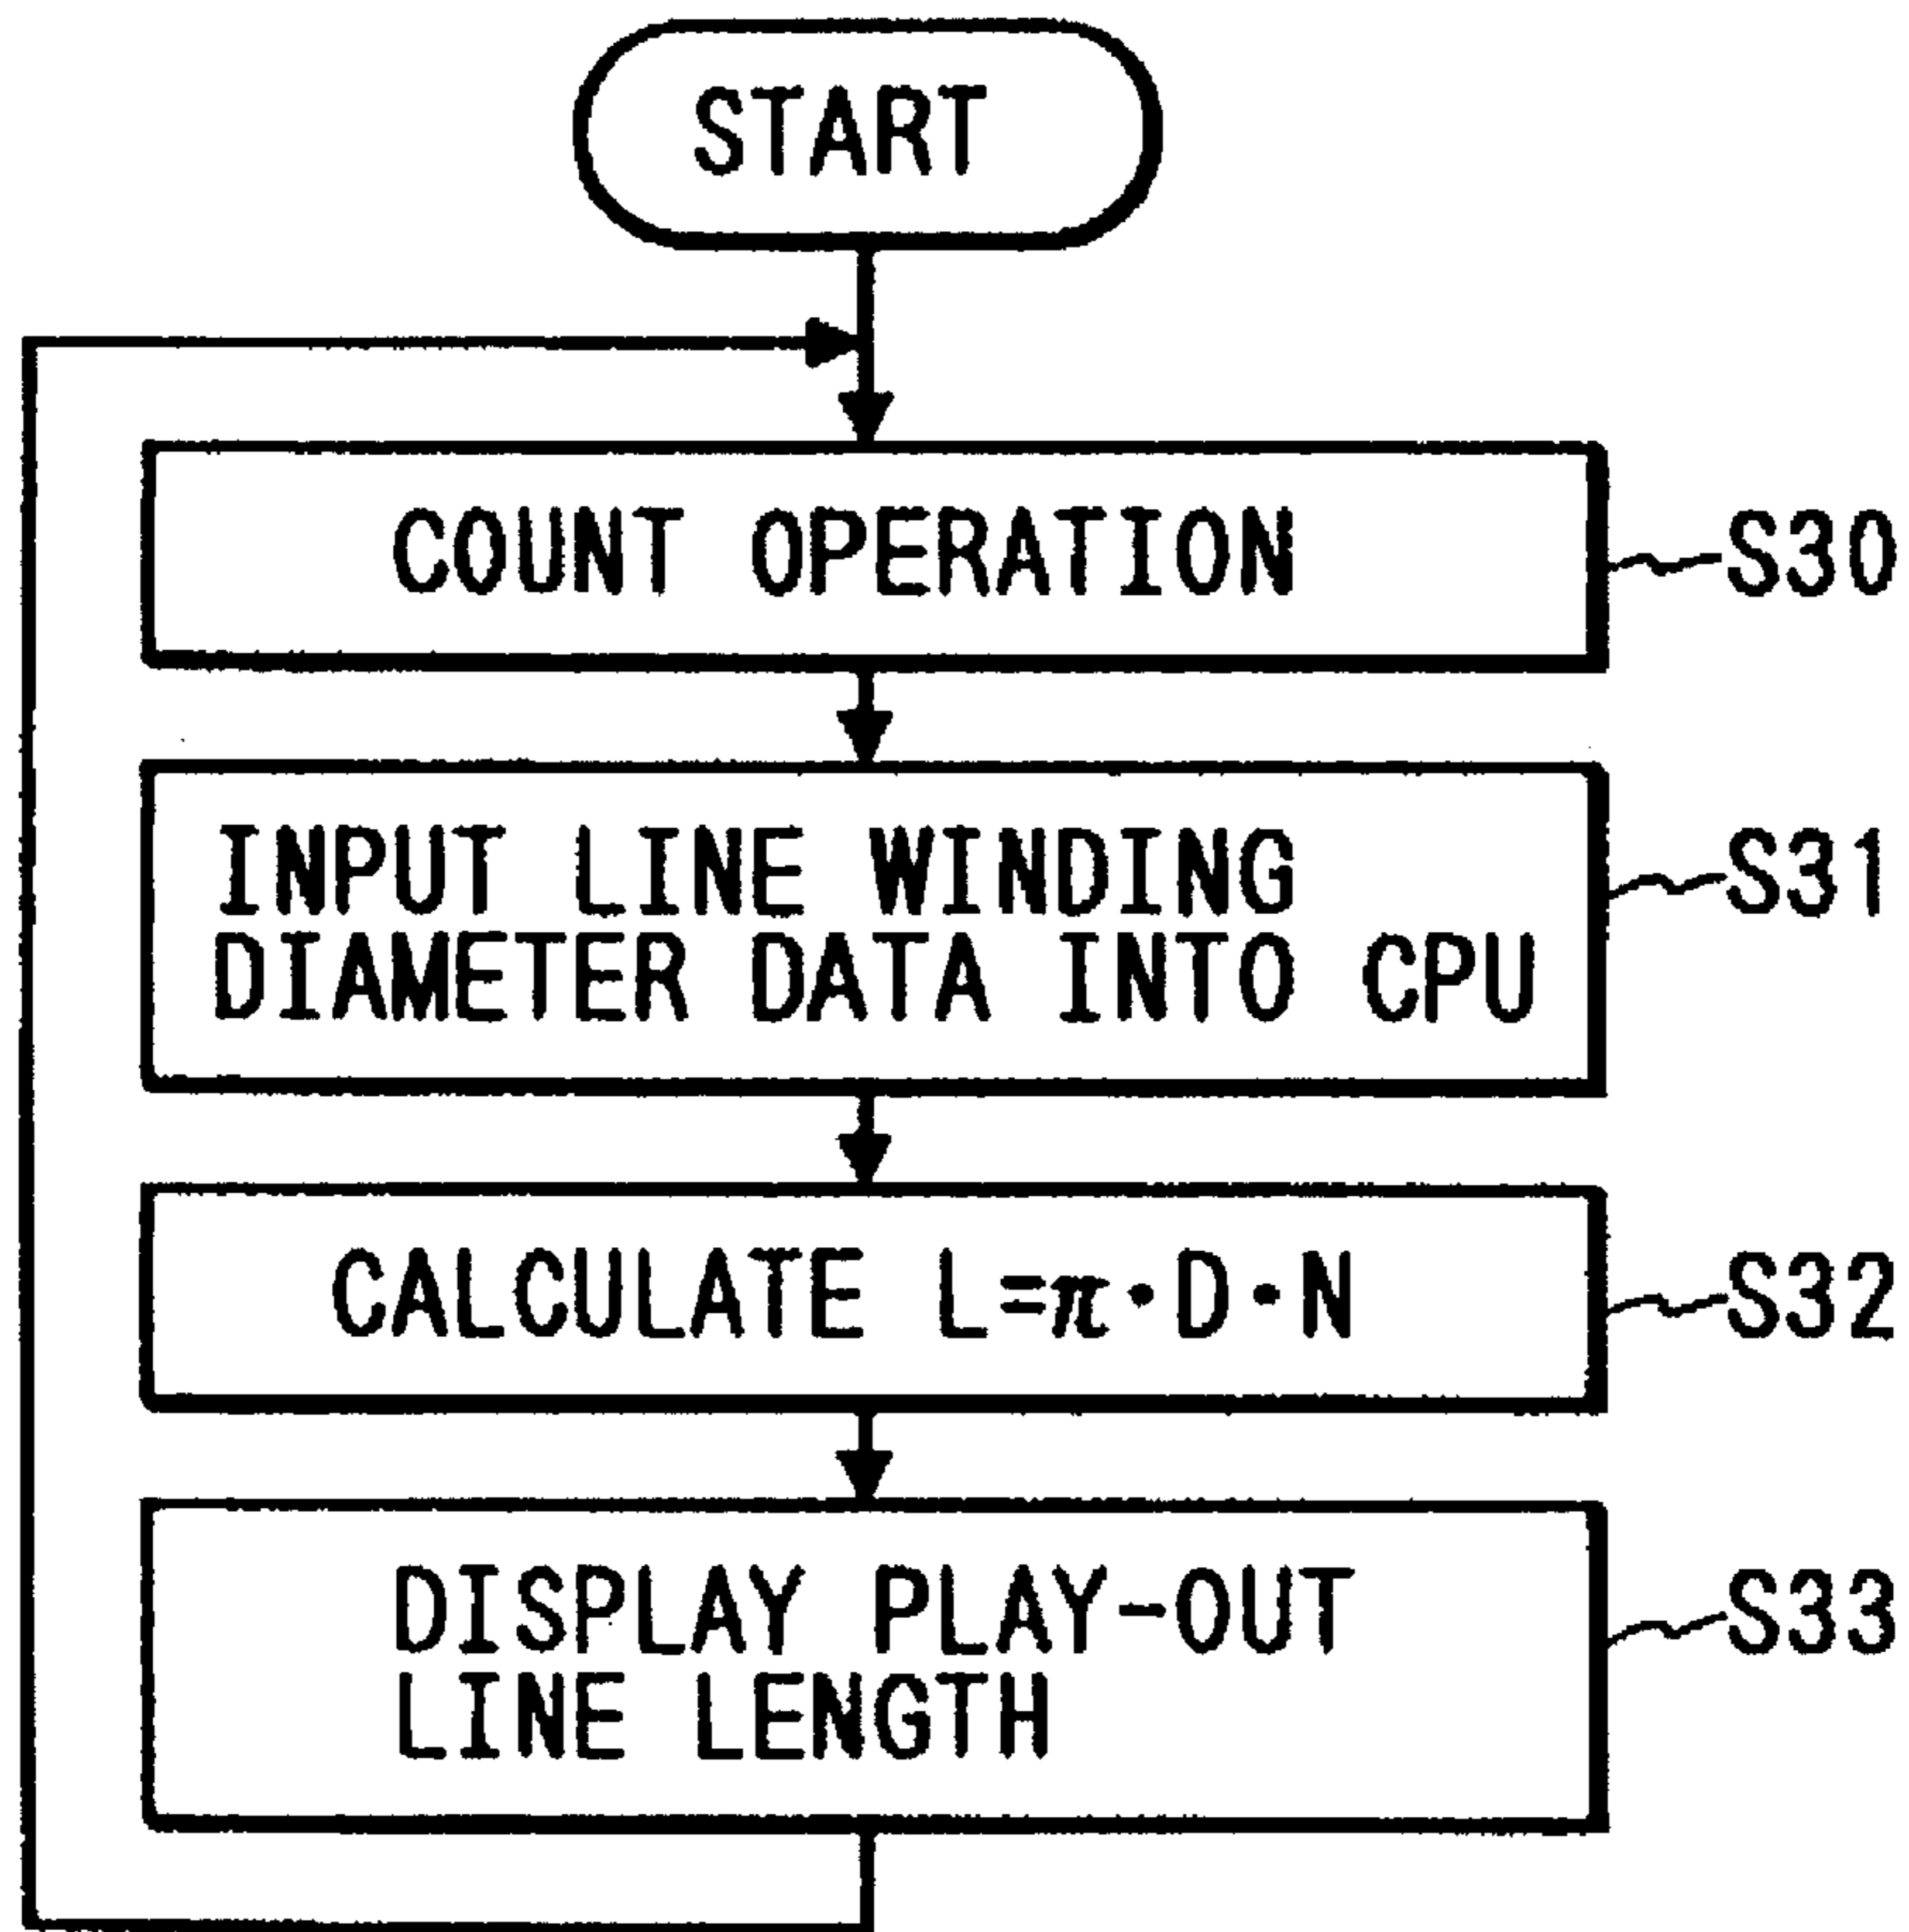 START
COUNT OPERATION
S30
INPUT LINE WINDING
DIAMETER DATA INTO CPU
S31
CALCULATE L=π・D・N
S32
DISPLAY PLAY-OUT
LINE LENGTH
S33